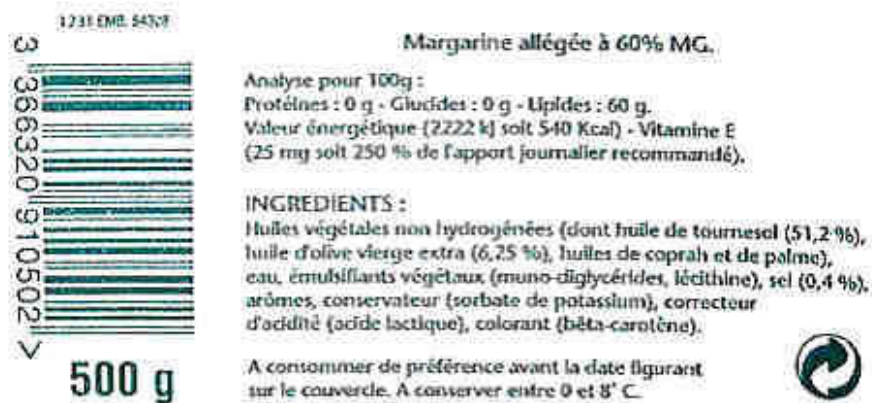 1231 EMB. 54328
3 366320 910502 >
500 g
Margarine allégée à 60% MG.
Analyse pour 100g :
Protéines : 0 g - Glucides : 0 g - Lipides : 60 g.
Valeur énergétique (2222 kJ soit 540 Kcal) - Vitamine E
(25 mg soit 250 % de l'apport journalier recommandé).
INGREDIENTS :
Huiles végétales non hydrogénées (dont huile de tournesol (51,2 %),
huile d'olive vierge extra (6,25 %), huiles de coprah et de palme),
eau, émulsifiants végétaux (mono-diglycérides, lécithine), sel (0,4 %),
arômes, conservateur (sorbate de potassium), correcteur
d'acidité (acide lactique), colorant (bêta-carotène).
A consommer de préférence avant la date figurant
sur le couvercle. A conserver entre 0 et 8° C.